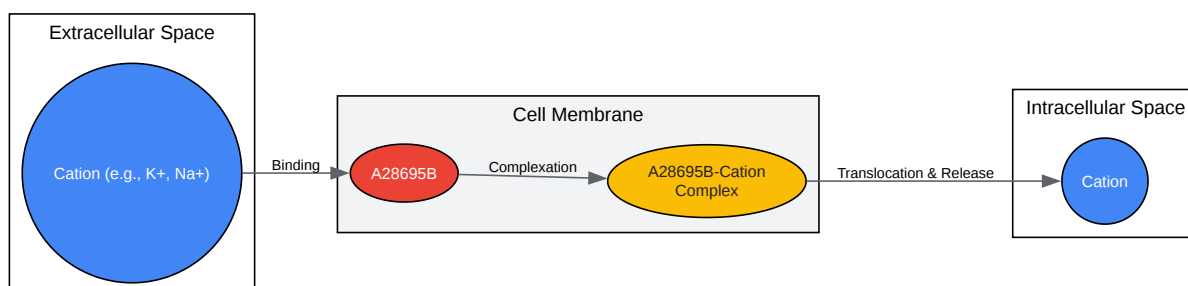 Extracellular Space
Cation (e.g., K+, Na+)
Binding
Cell Membrane
A28695B
Complexation
A28695B-Cation
Complex
Translocation & Release
Intracellular Space
Cation